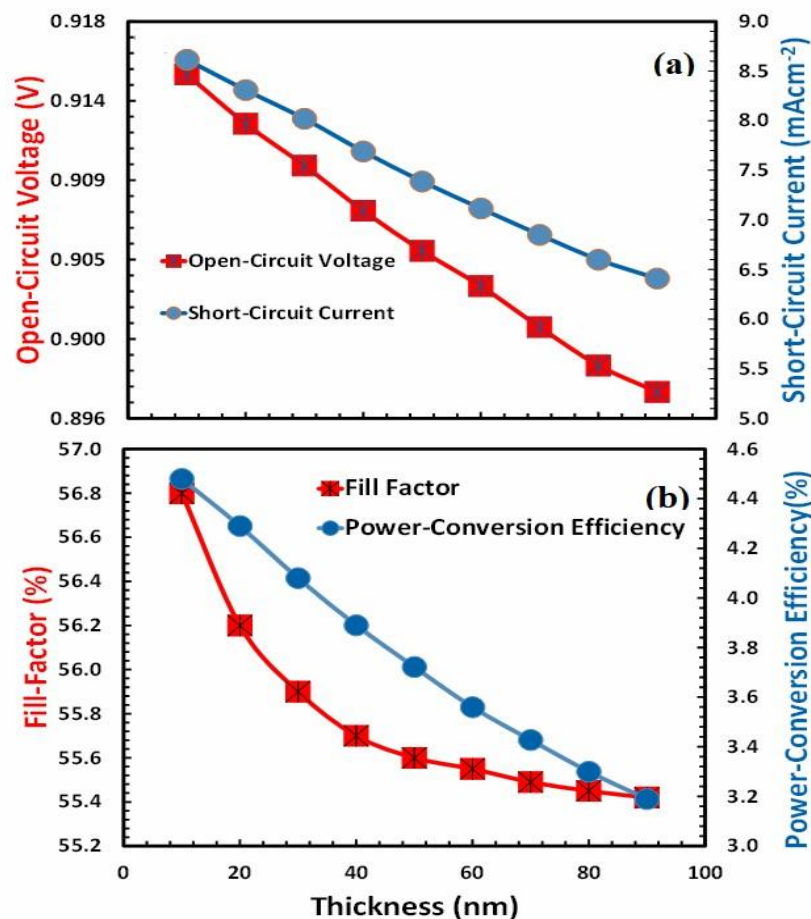 Open-Circuit Voltage (V)
0.918
0.914
0.909
0.905
0.900
0.896
(a)
Open-Circuit Voltage
Short-Circuit Current
9.0
8.5
8.0
7.5
7.0
6.5
6.0
5.5
5.0
Short-Circuit Current (mAcm⁻²)
Fill-Factor (%)
57.0
56.8
56.6
56.4
56.2
56.0
55.8
55.6
55.4
55.2
(b)
Fill Factor
Power-Conversion Efficiency
4.6
4.4
4.2
4.0
3.8
3.6
3.4
3.2
3.0
Power-Conversion Efficiency(%)
0 20 40 60 80 100
Thickness (nm)